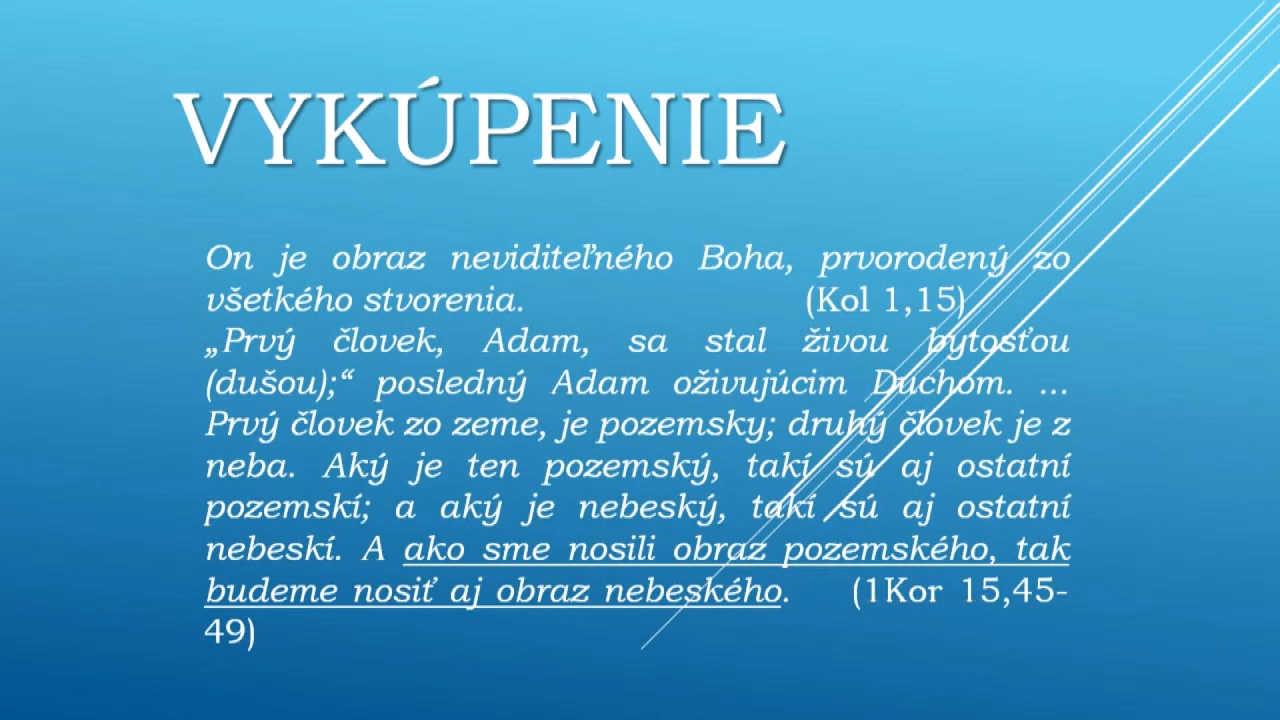 VYKÚPENIE
On je obraz neviditeľného Boha, prvorodený zo
všetkého stvorenia. (Kol 1,15)
„Prvý človek, Adam, sa stal živou bytosťou
(dušou);“ posledný Adam oživujúcim Duchom. ...
Prvý človek zo zeme, je pozemsky; druhý človek je z
neba. Aký je ten pozemský, takí sú aj ostatní
pozemskí; a aký je nebeský, takí sú aj ostatní
nebeskí. A ako sme nosili obraz pozemského, tak
budeme nosiť aj obraz nebeského. (1Kor 15,45-
49)